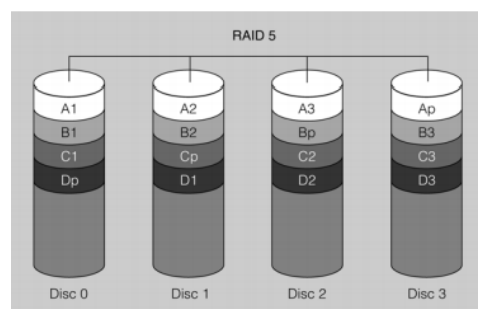 RAID 5
A1 A2 A3 Ap
B1 B2 Bp B3
C1 Cp C2 C3
Dp D1 D2 D3
Disc 0 Disc 1 Disc 2 Disc 3